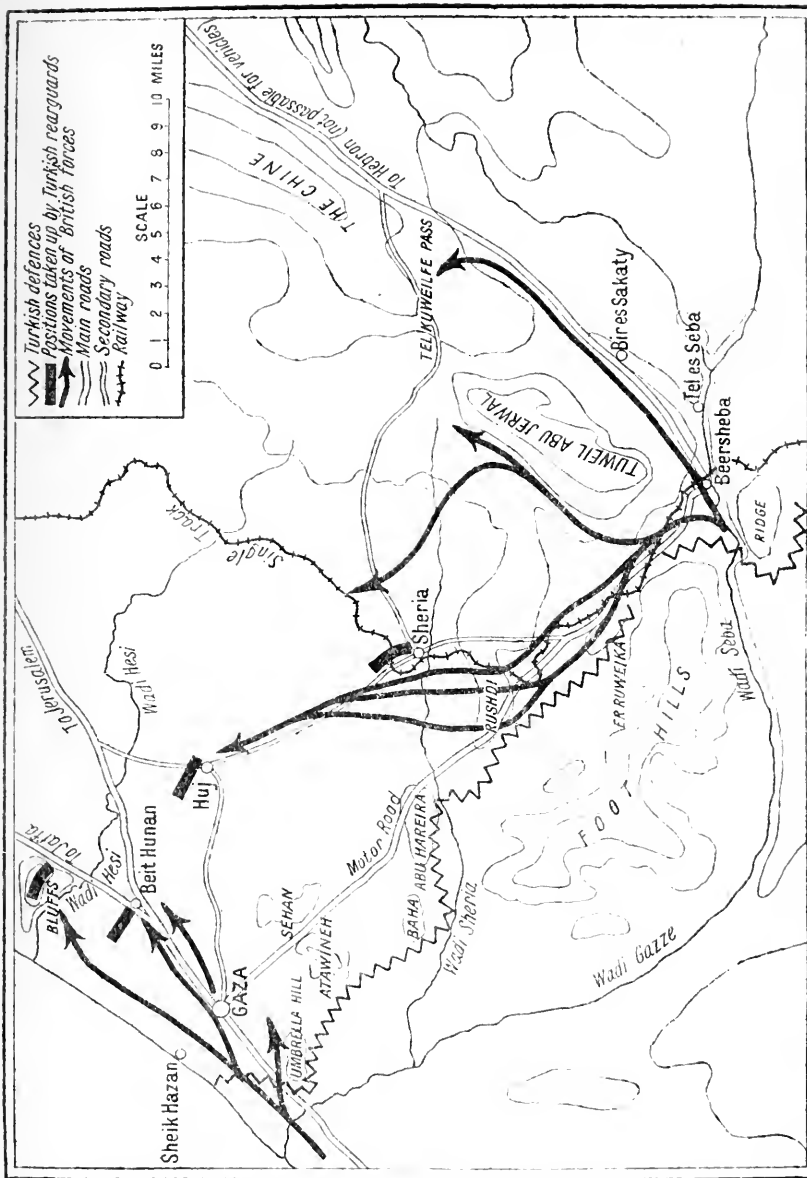 Turkish defences
Positions taken up by Turkish rearguards
Movements of British forces
Main roads
Secondary roads
Railway
SCALE
0 1 2 3 4 5 6 7 8 9 10 MILES
To Jaffa
BLUFFS
Wadi Hesi
Beit Hunan
To Jerusalem
Wadi Hesi
Single Track
THE CHINE
To Hebron (not passable for vehicles)
Huj
Sheria
TEL KUWEILFE PASS
Sheik Hazan
GAZA
SEHAN
ATAWINEH
UMBRELLA HILL
Motor Road
BAHA
ABU HAREIRA
Wadi Sheria
RUSHDI
TUWEIL ABU JERWAL
Bir es Sakaty
Tel es Seba
Beersheba
RIDGE
ER RUWEIKA
FOOT HILLS
Wadi Seba
Wadi Gazze